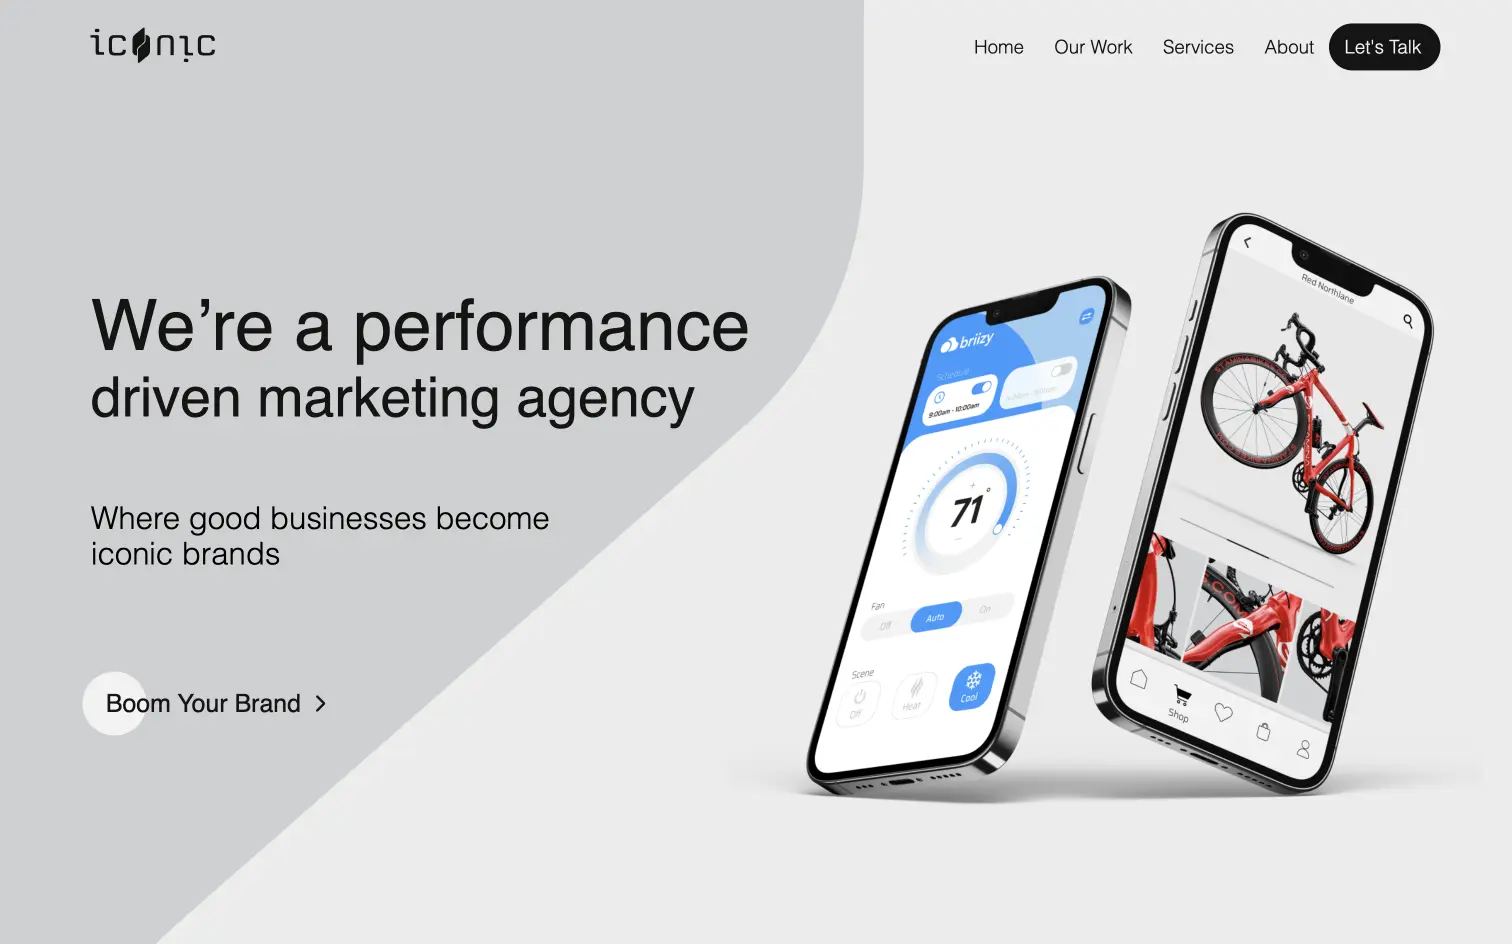 iconic
Home
Our Work
Services
About
Let's Talk
We’re a performance
driven marketing agency
Where good businesses become
iconic brands
Boom Your Brand
briizy
Schedule
9:00am - 10:00am
71°
Fan
Off
Auto
On
Scene
Off
Heat
Cool
Red Northlane
Shop